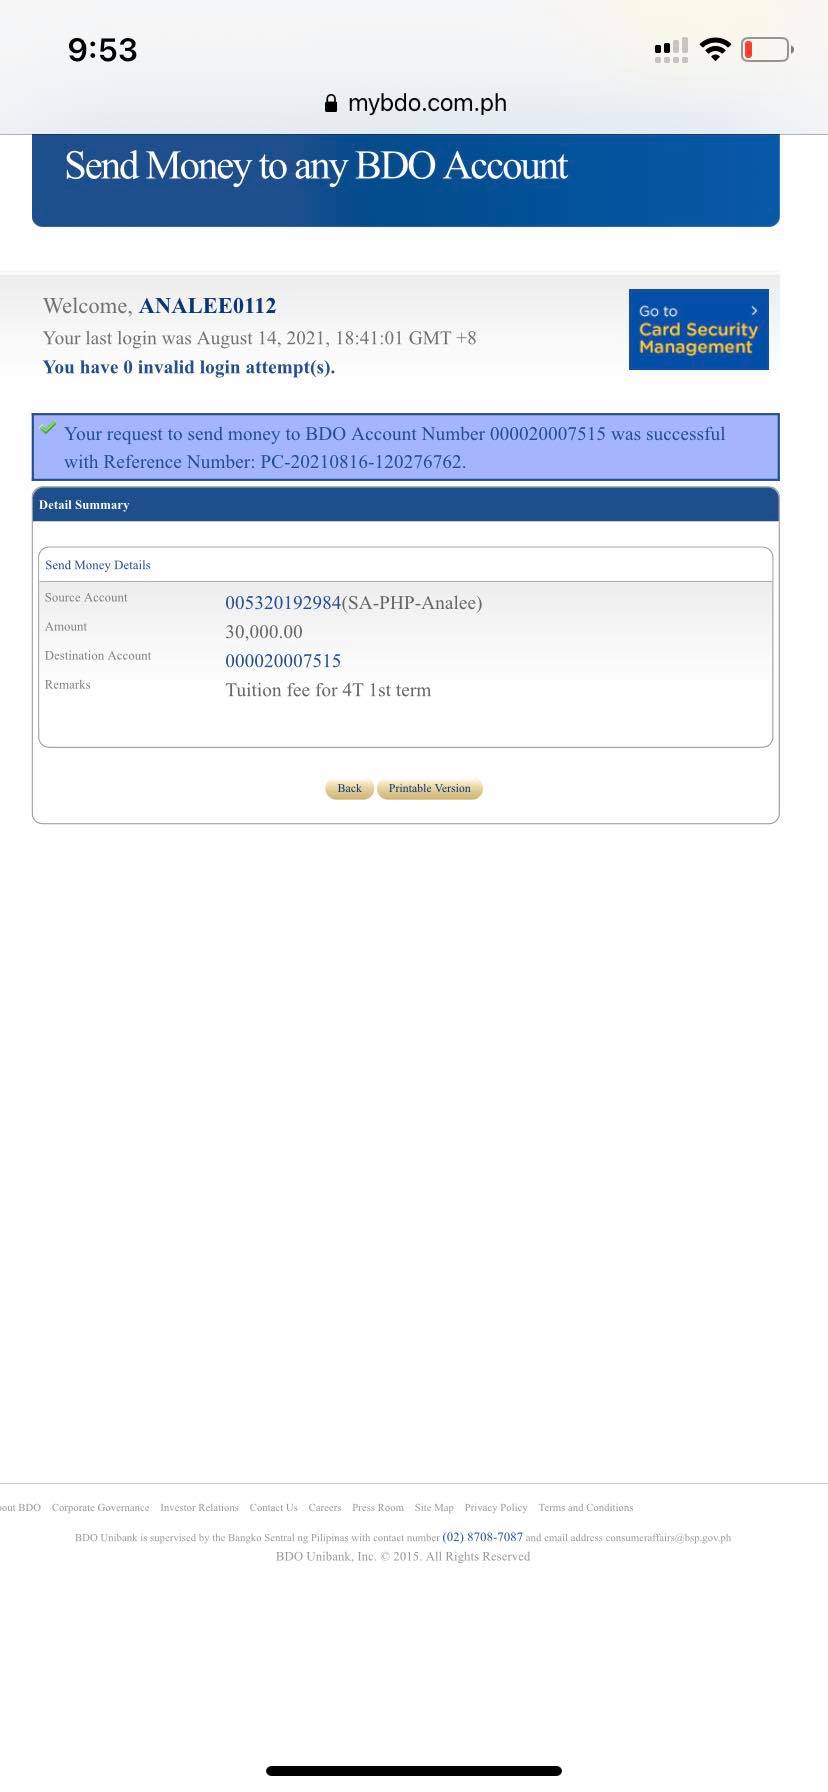 9:53
mybdo.com.ph
Send Money to any BDO Account
Welcome, ANALEE0112
Your last login was August 14, 2021, 18:41:01 GMT +8
You have 0 invalid login attempt(s).
Go to >
Card Security
Management
Your request to send money to BDO Account Number 000020007515 was successful
with Reference Number: PC-20210816-120276762.
Detail Summary
Send Money Details
Source Account 005320192984(SA-PHP-Analee)
Amount 30,000.00
Destination Account 000020007515
Remarks Tuition fee for 4T 1st term
Back Printable Version
out BDO Corporate Governance Investor Relations Contact Us Careers Press Room Site Map Privacy Policy Terms and Conditions
BDO Unibank is supervised by the Bangko Sentral ng Pilipinas with contact number (02) 8708-7087 and email address consumeraffairs@bsp.gov.ph
BDO Unibank, Inc. © 2015. All Rights Reserved